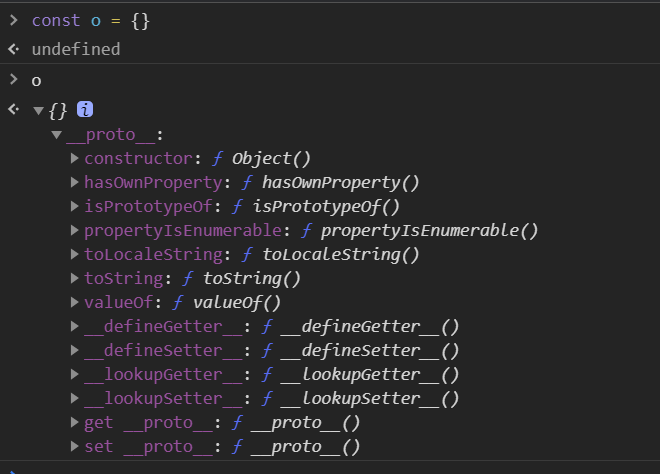 > const o = {}
<· undefined
> o
<· ▼{} i
▼__proto__:
▶constructor: ƒ Object()
▶hasOwnProperty: ƒ hasOwnProperty()
▶isPrototypeOf: ƒ isPrototypeOf()
▶propertyIsEnumerable: ƒ propertyIsEnumerable()
▶toLocaleString: ƒ toLocaleString()
▶toString: ƒ toString()
▶valueOf: ƒ valueOf()
▶__defineGetter__: ƒ __defineGetter__()
▶__defineSetter__: ƒ __defineSetter__()
▶__lookupGetter__: ƒ __lookupGetter__()
▶__lookupSetter__: ƒ __lookupSetter__()
▶get __proto__: ƒ __proto__()
▶set __proto__: ƒ __proto__()